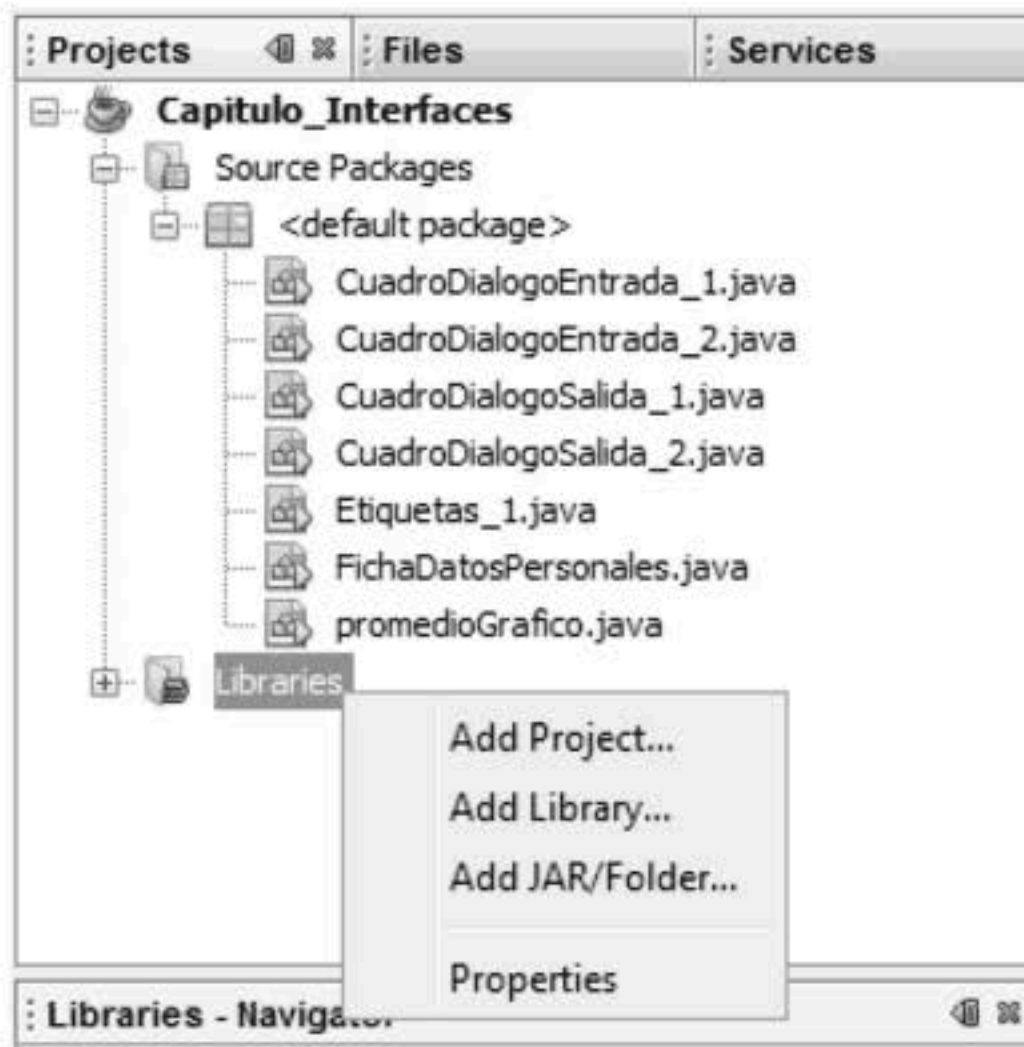 Projects Files Services
Capitulo_Interfaces
Source Packages
<default package>
CuadroDialogoEntrada_1.java
CuadroDialogoEntrada_2.java
CuadroDialogoSalida_1.java
CuadroDialogoSalida_2.java
Etiquetas_1.java
FichaDatosPersonales.java
promedioGrafico.java
Libraries
Add Project...
Add Library...
Add JAR/Folder...
Properties
Libraries - Navigator